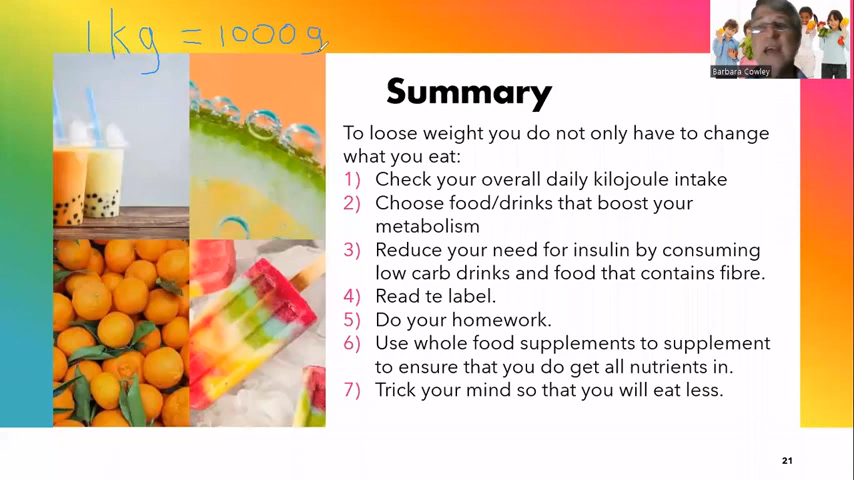 1kg = 1000g
Barbara Cowley
Summary
To loose weight you do not only have to change
what you eat:
1) Check your overall daily kilojoule intake
2) Choose food/drinks that boost your
metabolism
3) Reduce your need for insulin by consuming
low carb drinks and food that contains fibre.
4) Read te label.
5) Do your homework.
6) Use whole food supplements to supplement
to ensure that you do get all nutrients in.
7) Trick your mind so that you will eat less.
21